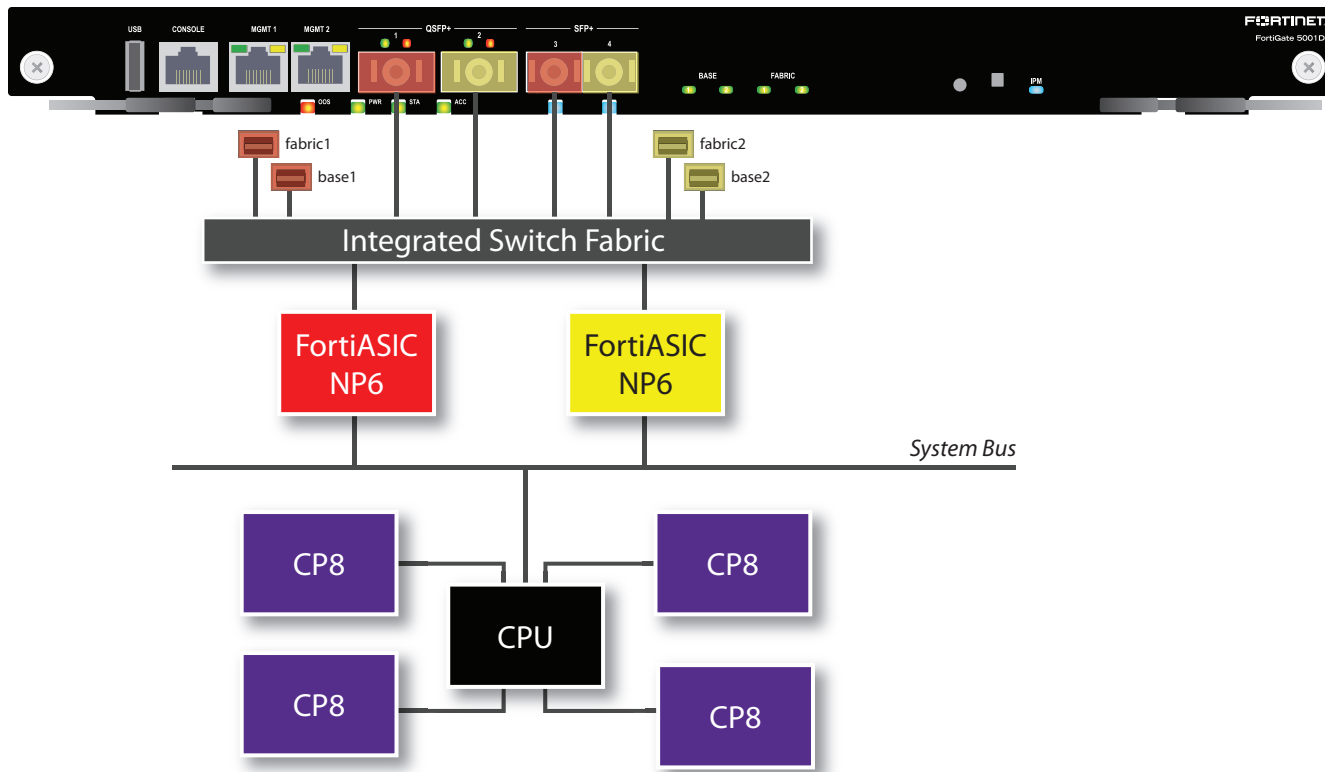 FORTINET
FortiGate 5001D
USB
CONSOLE
MGMT 1
MGMT 2
QSFP+
1
2
SFP+
3
4
BASE
FABRIC
IPM
OOS
PWR
STA
ACC
fabric1
base1
fabric2
base2
Integrated Switch Fabric
FortiASIC
NP6
FortiASIC
NP6
System Bus
CP8
CP8
CPU
CP8
CP8